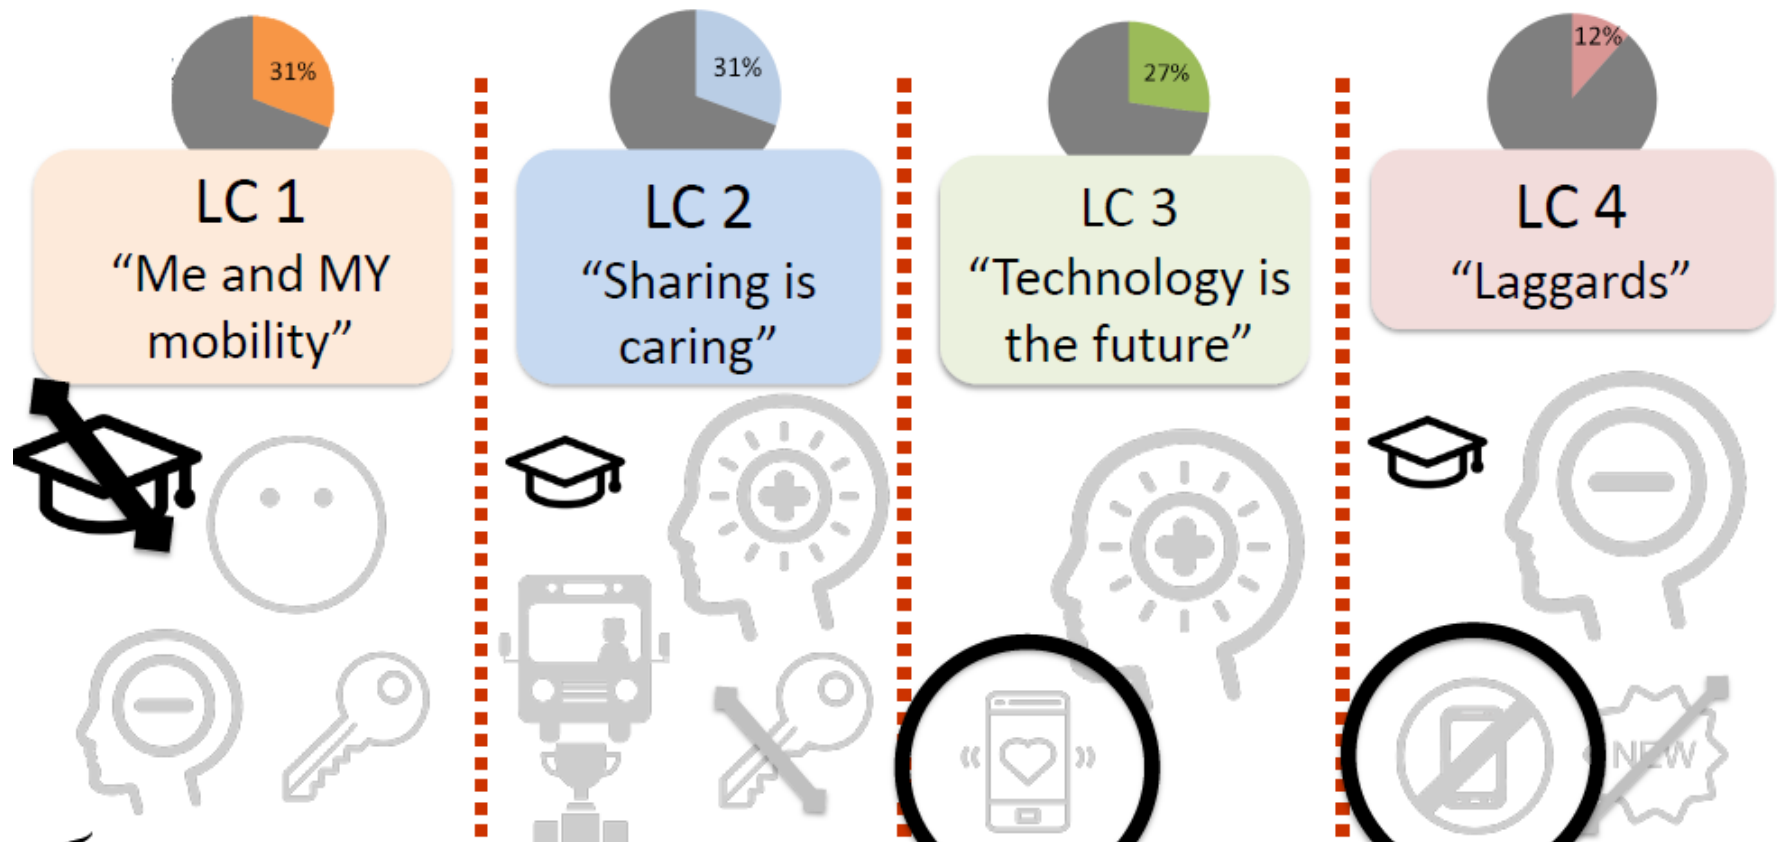 31%
LC 1
“Me and MY
mobility”
31%
LC 2
“Sharing is
caring”
27%
LC 3
“Technology is
the future”
12%
LC 4
“Laggards”
NEW